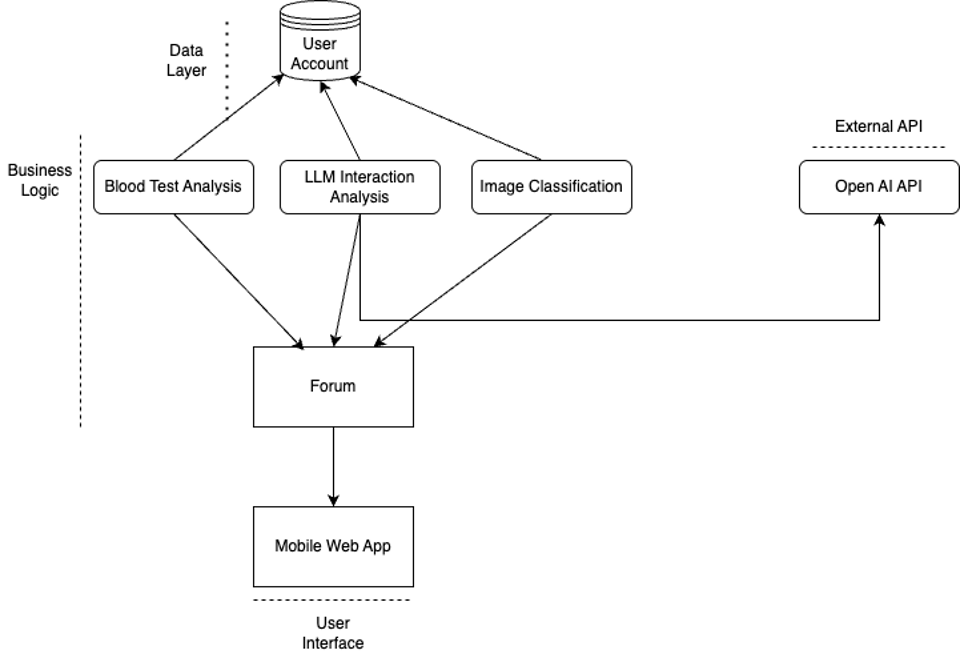 User
Account
Data
Layer
External API
Business
Logic
Blood Test Analysis
LLM Interaction
Analysis
Image Classification
Open AI API
Forum
Mobile Web App
User
Interface